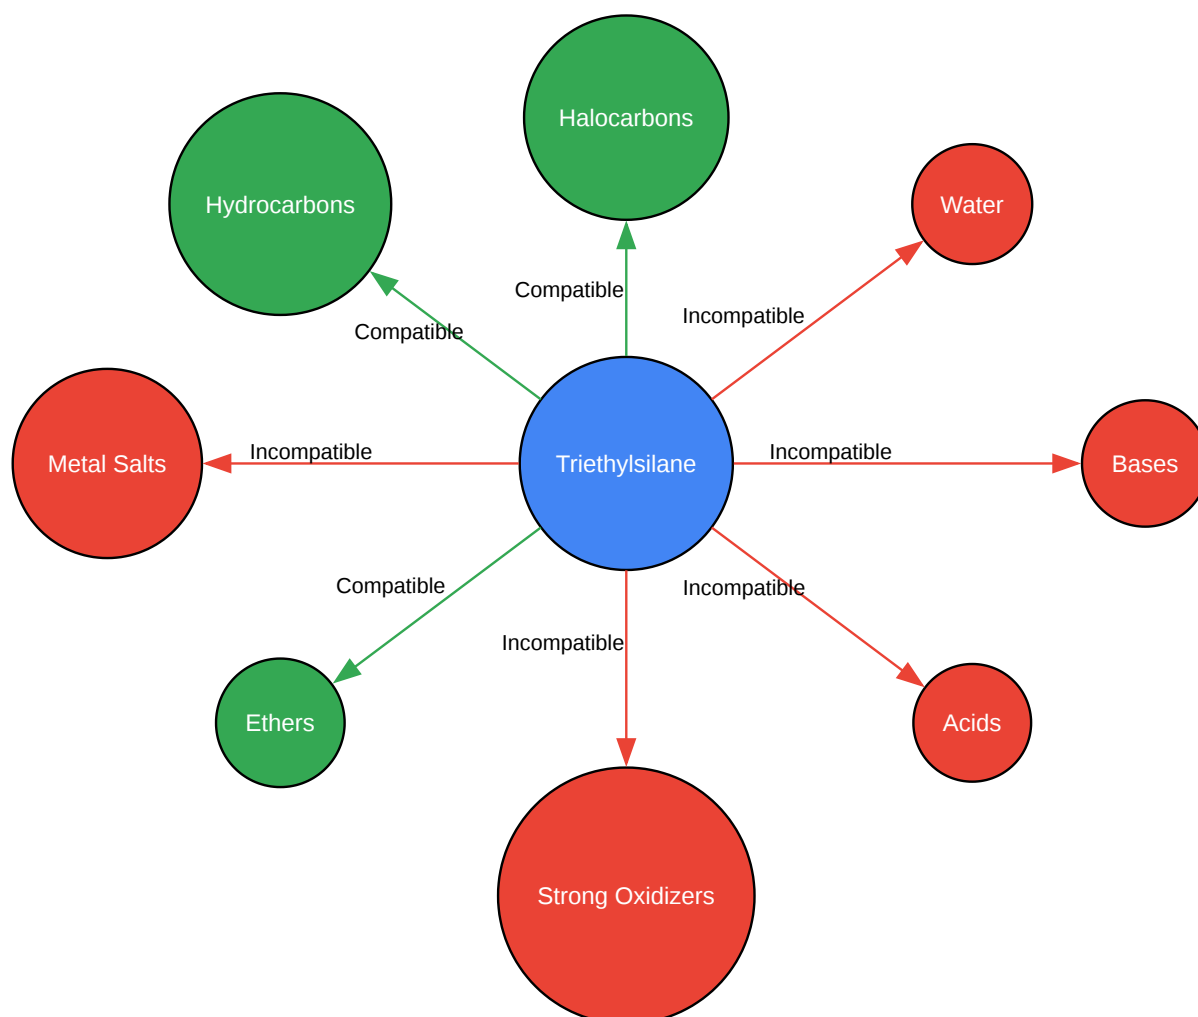 Halocarbons
Hydrocarbons
Water
Compatible
Incompatible
Compatible
Metal Salts
Incompatible
Triethylsilane
Incompatible
Bases
Compatible
Incompatible
Incompatible
Ethers
Acids
Strong Oxidizers